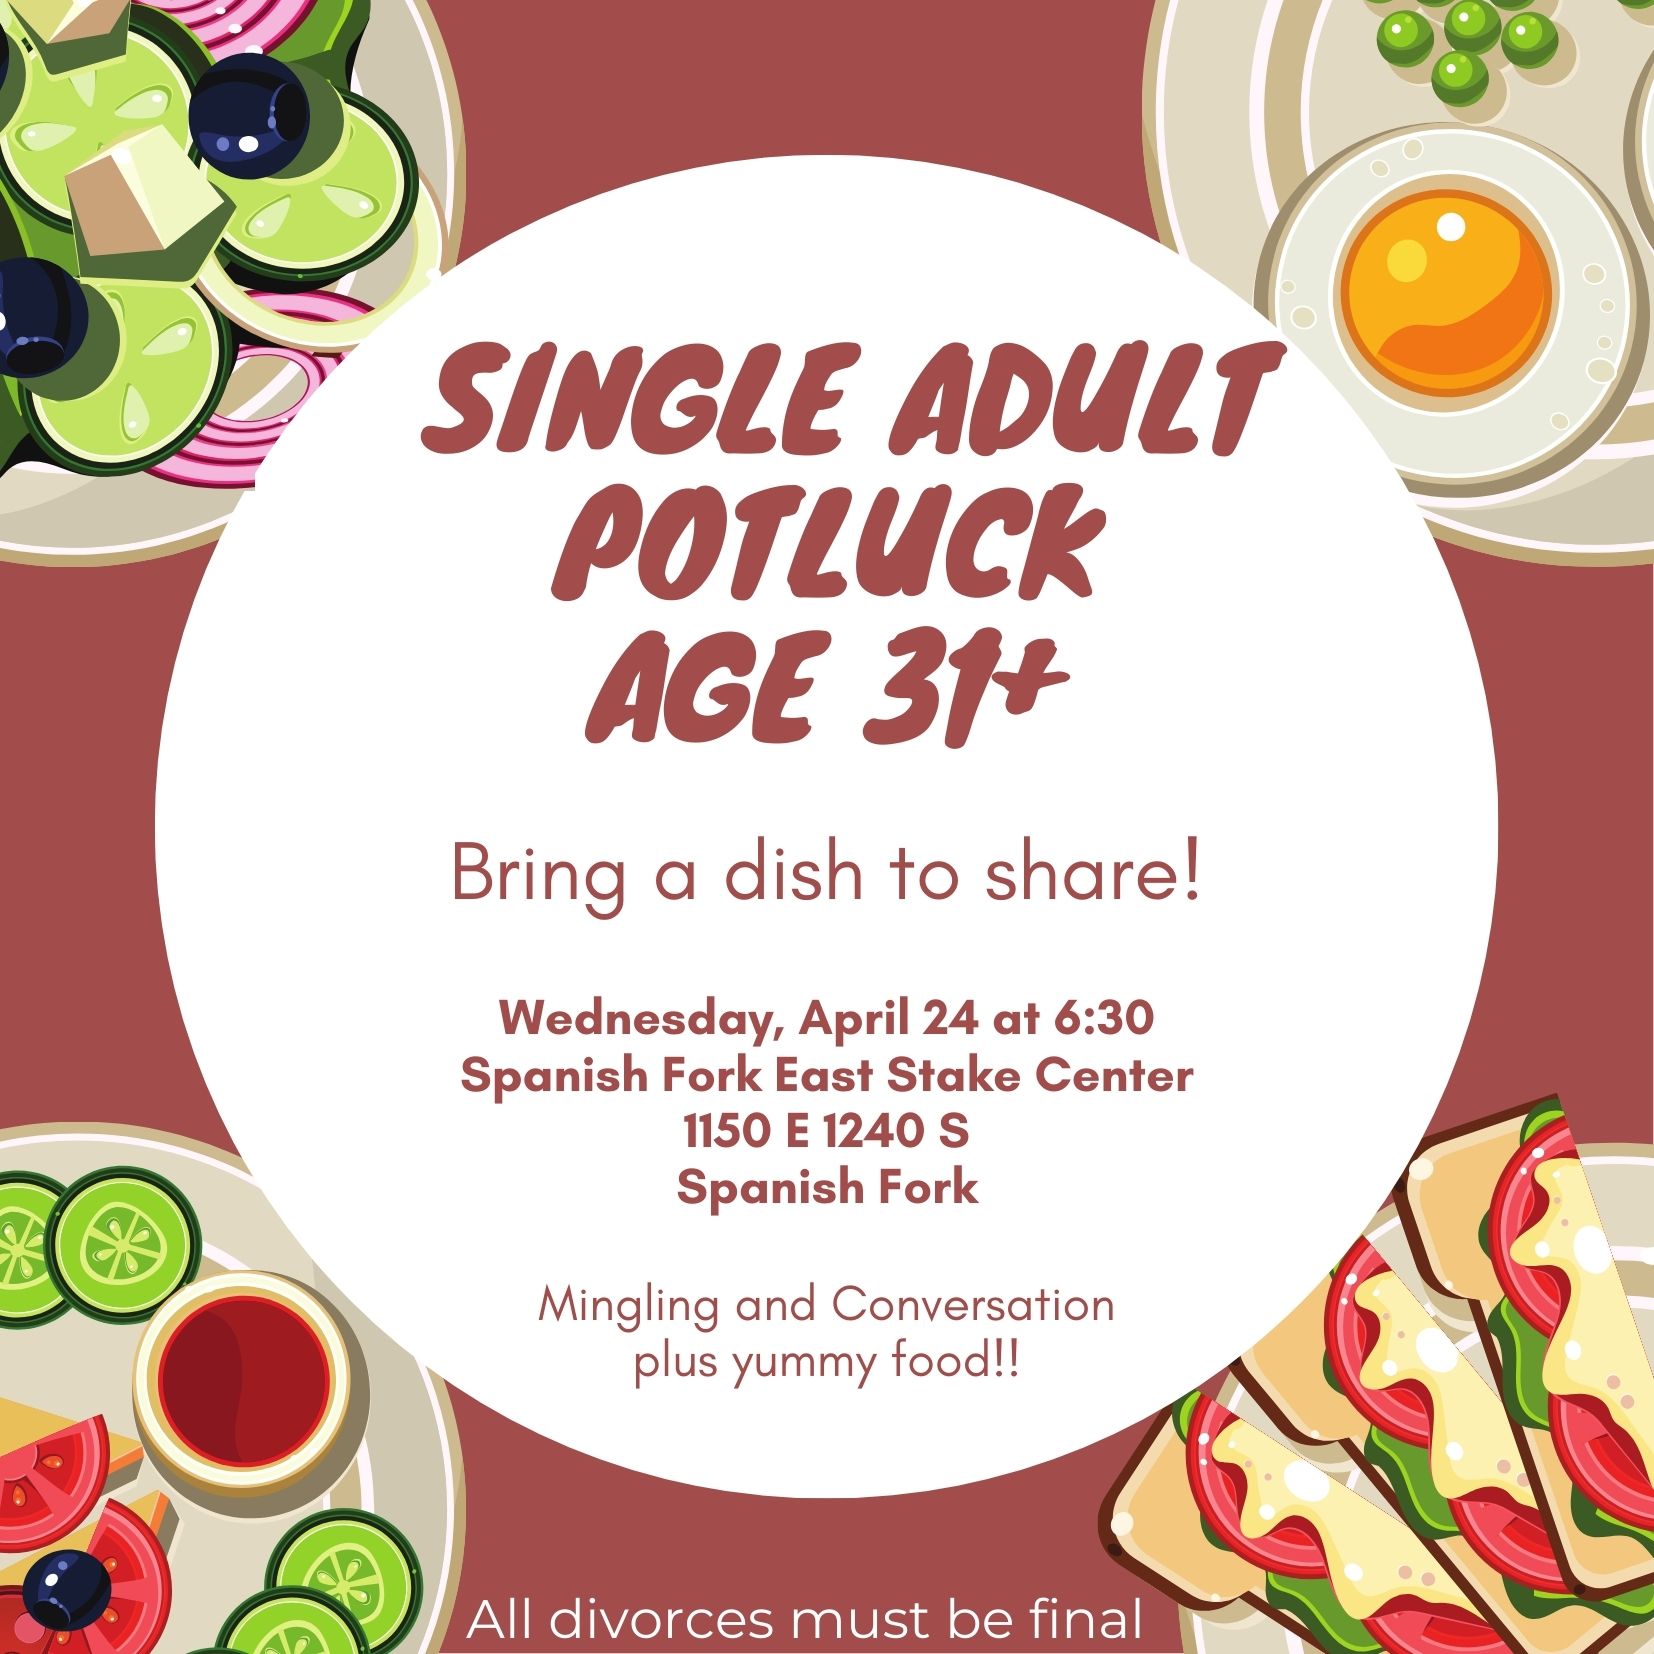 SINGLE ADULT
POTLUCK
AGE 31+
Bring a dish to share!
Wednesday, April 24 at 6:30
Spanish Fork East Stake Center
1150 E 1240 S
Spanish Fork
Mingling and Conversation
plus yummy food!!
All divorces must be final